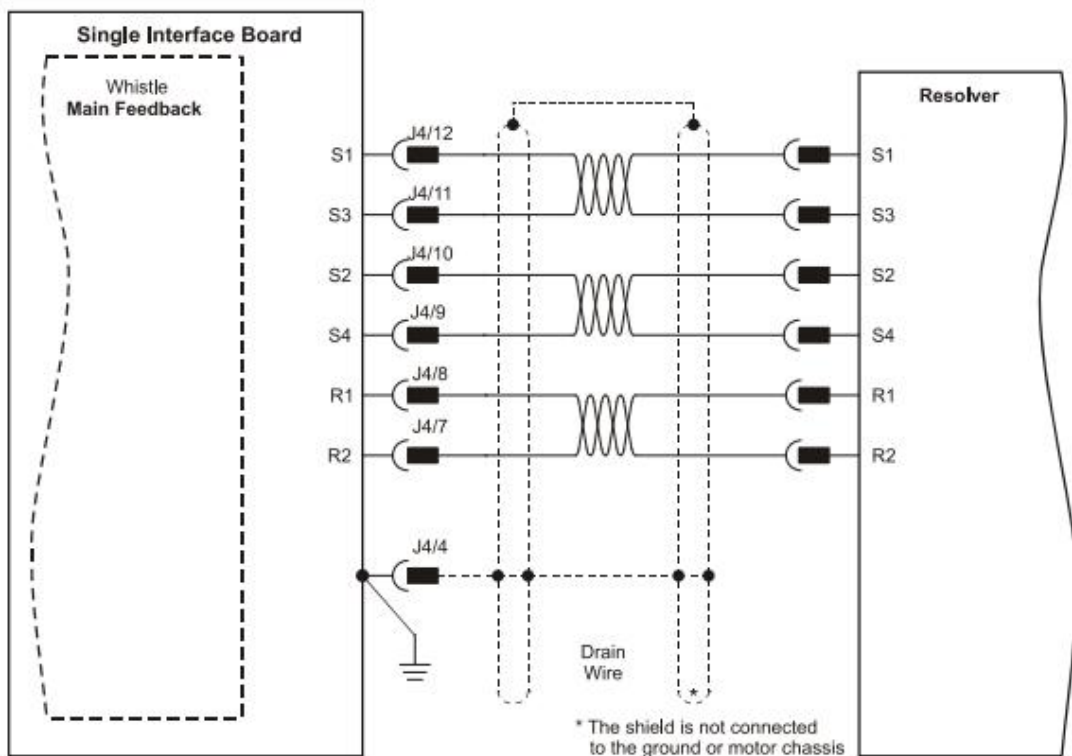 Single Interface Board
Whistle
Main Feedback
Resolver
S1 J4/12 S1
S3 J4/11 S3
S2 J4/10 S2
S4 J4/9 S4
R1 J4/8 R1
R2 J4/7 R2
J4/4
Drain
Wire
*
* The shield is not connected
to the ground or motor chassis